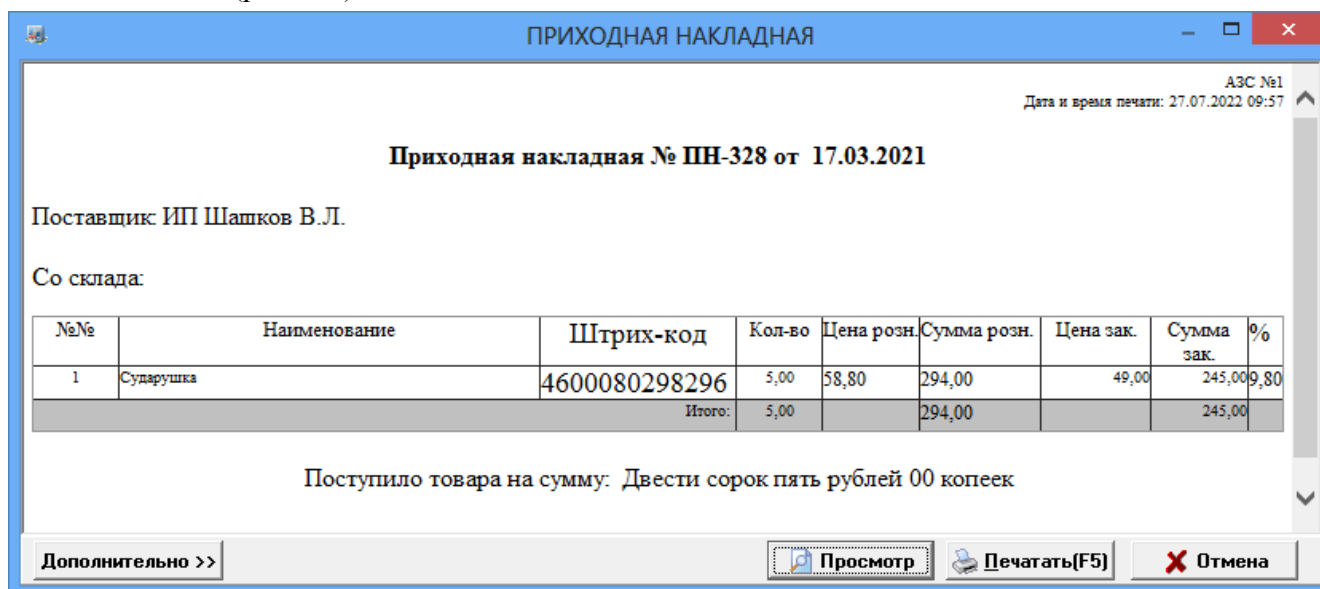 ПРИХОДНАЯ НАКЛАДНАЯ
АЗС №1
Дата и время печати: 27.07.2022 09:57
Приходная накладная № ПН-328 от 17.03.2021
Поставщик: ИП Шашков В.Л.
Со склада:
№№ Наименование Штрих-код Кол-во Цена розн. Сумма розн. Цена зак. Сумма зак. %
1 Сударушка 4600080298296 5,00 58,80 294,00 49,00 245,00 9,80
Итого: 5,00 294,00 245,00
Поступило товара на сумму: Двести сорок пять рублей 00 копеек
Дополнительно >> Просмотр Печатать(F5) Отмена